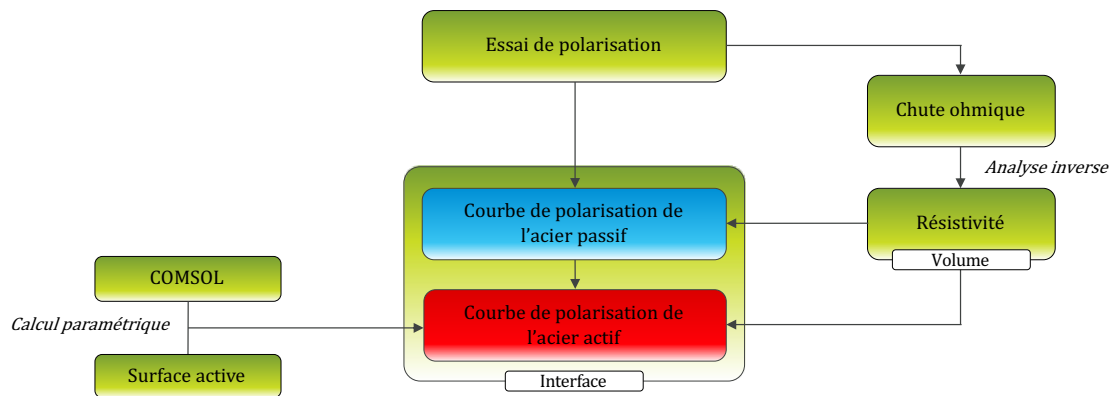 Essai de polarisation
Chute ohmique
Analyse inverse
Courbe de polarisation de
l'acier passif
Résistivité
Volume
COMSOL
Calcul paramétrique
Courbe de polarisation de
l'acier actif
Surface active
Interface